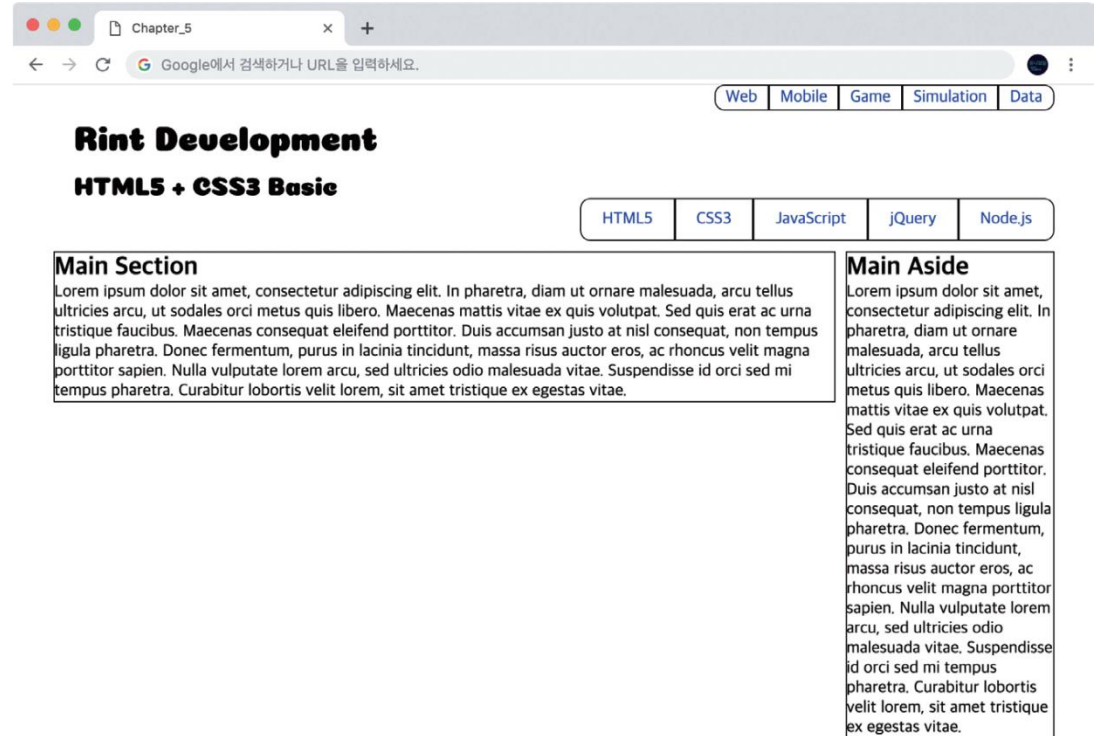 Chapter_5
Google에서 검색하거나 URL을 입력하세요.
Web Mobile Game Simulation Data
Rint Development
HTML5 + CSS3 Basic
HTML5 CSS3 JavaScript jQuery Node.js
Main Section
Lorem ipsum dolor sit amet, consectetur adipiscing elit. In pharetra, diam ut ornare malesuada, arcu tellus
ultricies arcu, ut sodales orci metus quis libero. Maecenas mattis vitae ex quis volutpat. Sed quis erat ac urna
tristique faucibus. Maecenas consequat eleifend porttitor. Duis accumsan justo at nisl consequat, non tempus
ligula pharetra. Donec fermentum, purus in lacinia tincidunt, massa risus auctor eros, ac rhoncus velit magna
porttitor sapien. Nulla vulputate lorem arcu, sed ultricies odio malesuada vitae. Suspendisse id orci sed mi
tempus pharetra. Curabitur lobortis velit lorem, sit amet tristique ex egestas vitae.
Main Aside
Lorem ipsum dolor sit amet,
consectetur adipiscing elit. In
pharetra, diam ut ornare
malesuada, arcu tellus
ultricies arcu, ut sodales orci
metus quis libero. Maecenas
mattis vitae ex quis volutpat.
Sed quis erat ac urna
tristique faucibus. Maecenas
consequat eleifend porttitor.
Duis accumsan justo at nisl
consequat, non tempus ligula
pharetra. Donec fermentum,
purus in lacinia tincidunt,
massa risus auctor eros, ac
rhoncus velit magna porttitor
sapien. Nulla vulputate lorem
arcu, sed ultricies odio
malesuada vitae. Suspendisse
id orci sed mi tempus
pharetra. Curabitur lobortis
velit lorem, sit amet tristique
ex egestas vitae.